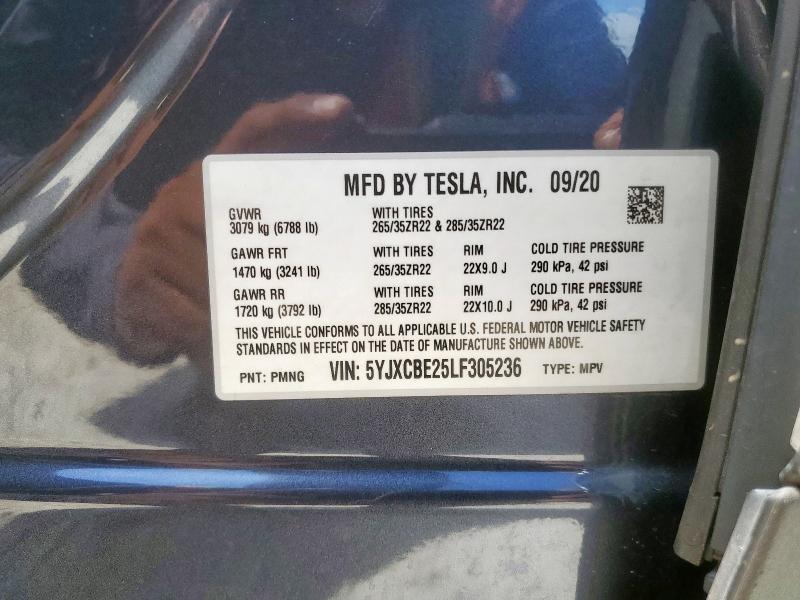 MFD BY TESLA, INC. 09/20
GVWR WITH TIRES
3079 kg (6788 lb) 265/35ZR22 & 285/35ZR22
GAWR FRT WITH TIRES RIM COLD TIRE PRESSURE
1470 kg (3241 lb) 265/35ZR22 22X9.0 J 290 kPa, 42 psi
GAWR RR WITH TIRES RIM COLD TIRE PRESSURE
1720 kg (3792 lb) 285/35ZR22 22X10.0 J 290 kPa, 42 psi
THIS VEHICLE CONFORMS TO ALL APPLICABLE U.S. FEDERAL MOTOR VEHICLE SAFETY
STANDARDS IN EFFECT ON THE DATE OF MANUFACTURE SHOWN ABOVE.
PNT: PMNG VIN: 5YJXCBE25LF305236 TYPE: MPV